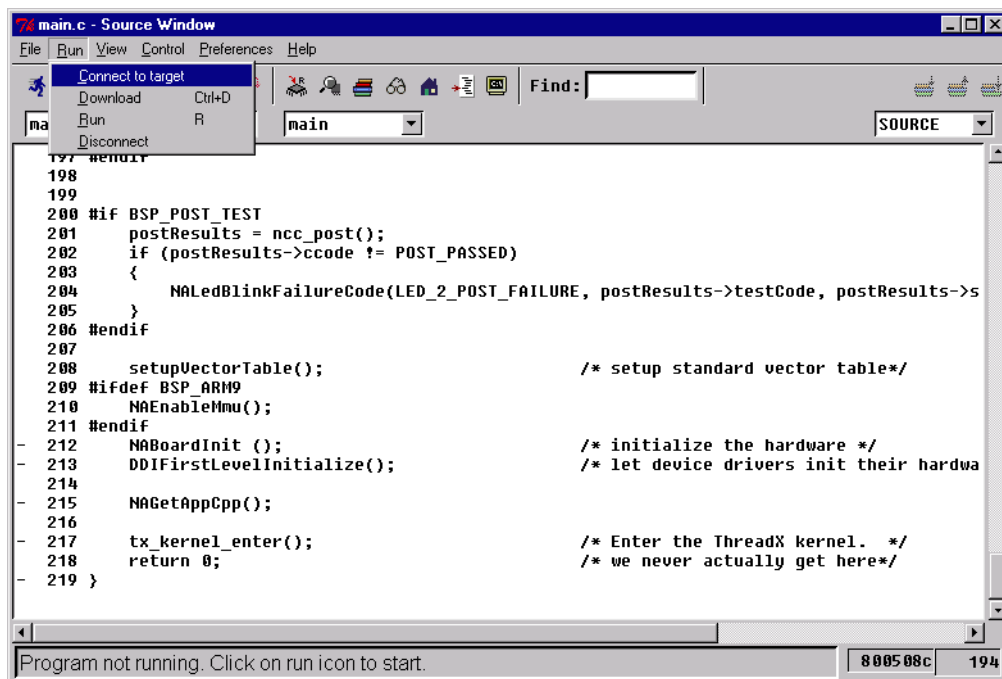 main.c - Source Window
File Run View Control Preferences Help
Connect to target
Download Ctrl+D
Run R
Disconnect
Find:
ma
main
SOURCE
197 #endif
198
199
200 #if BSP_POST_TEST
201 postResults = ncc_post();
202 if (postResults->ccode != POST_PASSED)
203 {
204 NALedBlinkFailureCode(LED_2_POST_FAILURE, postResults->testCode, postResults->s
205 }
206 #endif
207
208 setupVectorTable(); /* setup standard vector table*/
209 #ifdef BSP_ARM9
210 NAEnableMmu();
211 #endif
- 212 NABoardInit (); /* initialize the hardware */
- 213 DDIFirstLevelInitialize(); /* let device drivers init their hardwa
214
- 215 NAGetAppCpp();
216
- 217 tx_kernel_enter(); /* Enter the ThreadX kernel. */
218 return 0; /* we never actually get here*/
- 219 }
Program not running. Click on run icon to start.
800508c 194